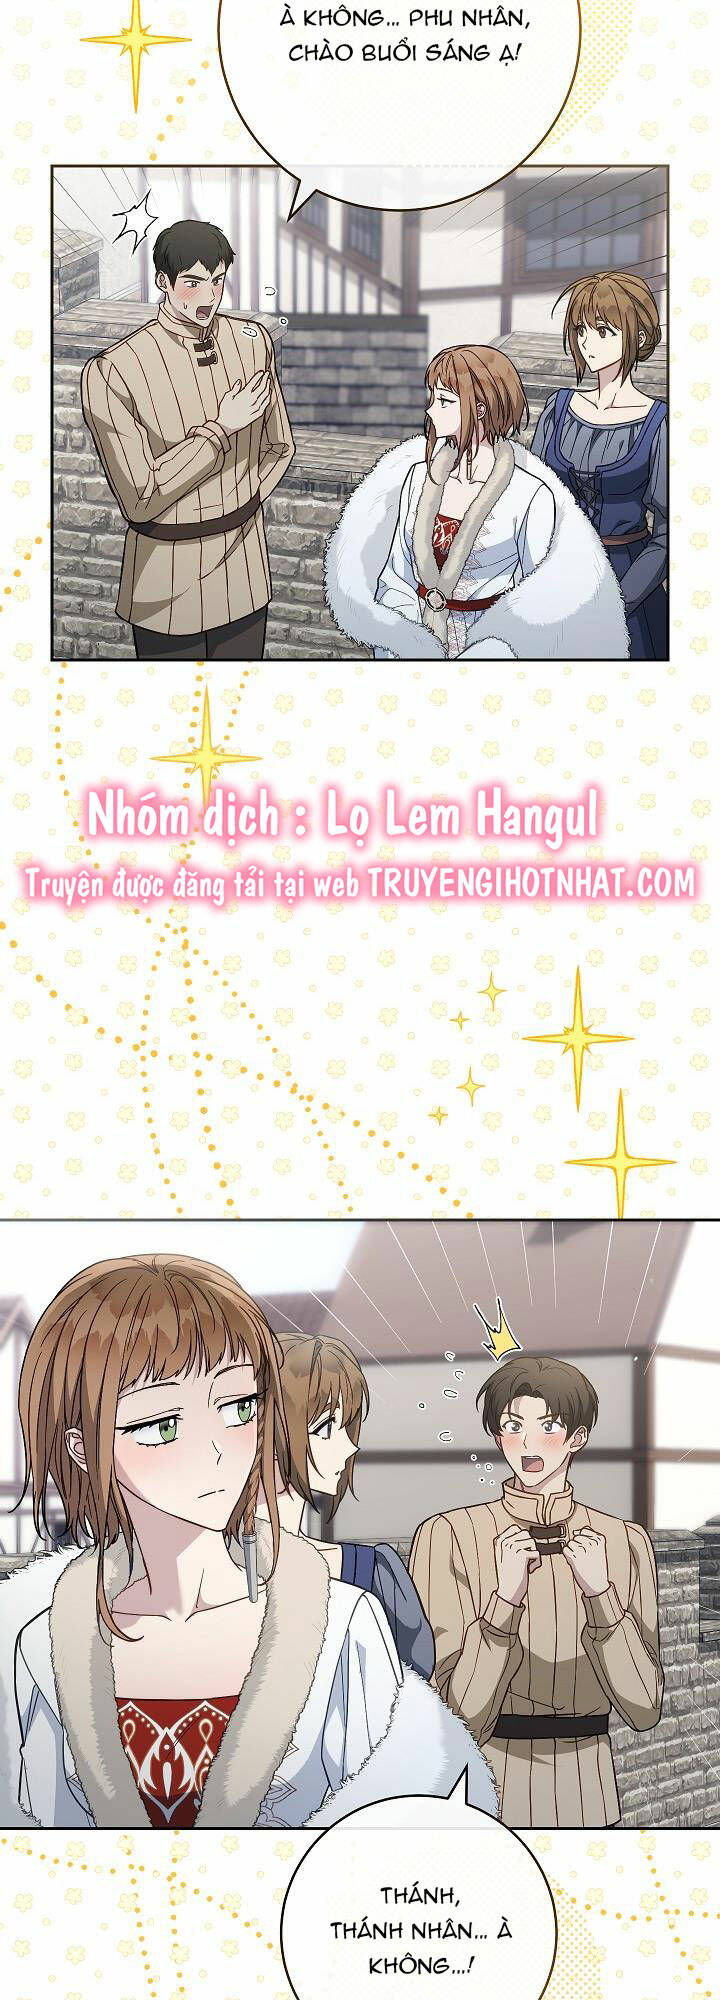 À KHÔNG... PHU NHÂN,
CHÀO BUỔI SÁNG Ạ!
Nhóm dịch : Lọ Lem Hangul
Truyện được đăng tải tại web TRUYENGIHOTNHAT.COM
THÁNH,
THÁNH NHÂN... À
KHÔNG...!